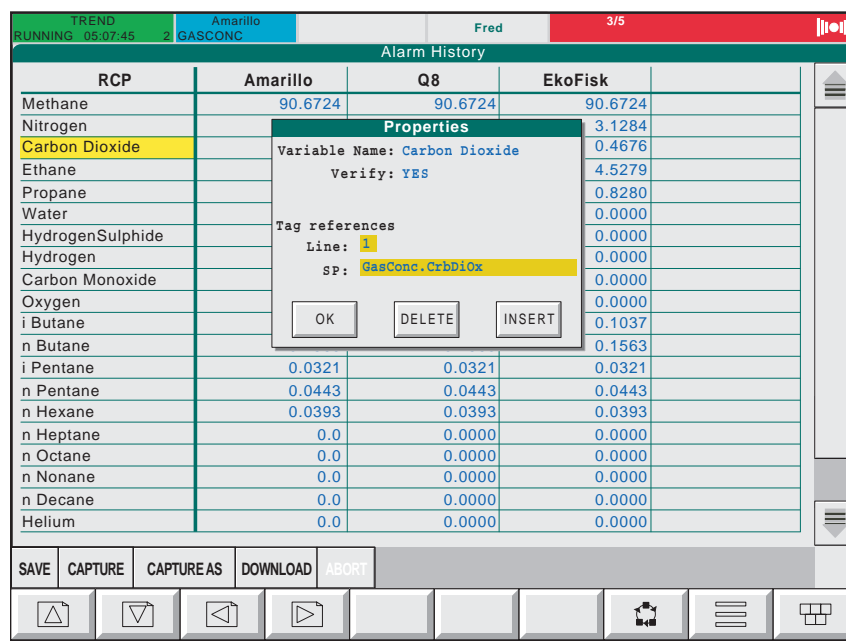 TREND Amarillo Fred 3/5
RUNNING 05:07:45 2 GASCONC
Alarm History
RCP Amarillo Q8 EkoFisk
Methane 90.6724 90.6724 90.6724
Nitrogen 3.1284
Carbon Dioxide 0.4676
Ethane 4.5279
Propane 0.8280
Water 0.0000
HydrogenSulphide 0.0000
Hydrogen 0.0000
Carbon Monoxide 0.0000
Oxygen 0.0000
i Butane 0.1037
n Butane 0.1563
i Pentane 0.0321 0.0321 0.0321
n Pentane 0.0443 0.0443 0.0443
n Hexane 0.0393 0.0393 0.0393
n Heptane 0.0 0.0000 0.0000
n Octane 0.0 0.0000 0.0000
n Nonane 0.0 0.0000 0.0000
n Decane 0.0 0.0000 0.0000
Helium 0.0 0.0000 0.0000
Properties
Variable Name: Carbon Dioxide
Verify: YES
Tag references
Line: 1
SP: GasConc.CrbDiOx
OK DELETE INSERT
SAVE CAPTURE CAPTURE AS DOWNLOAD ABORT